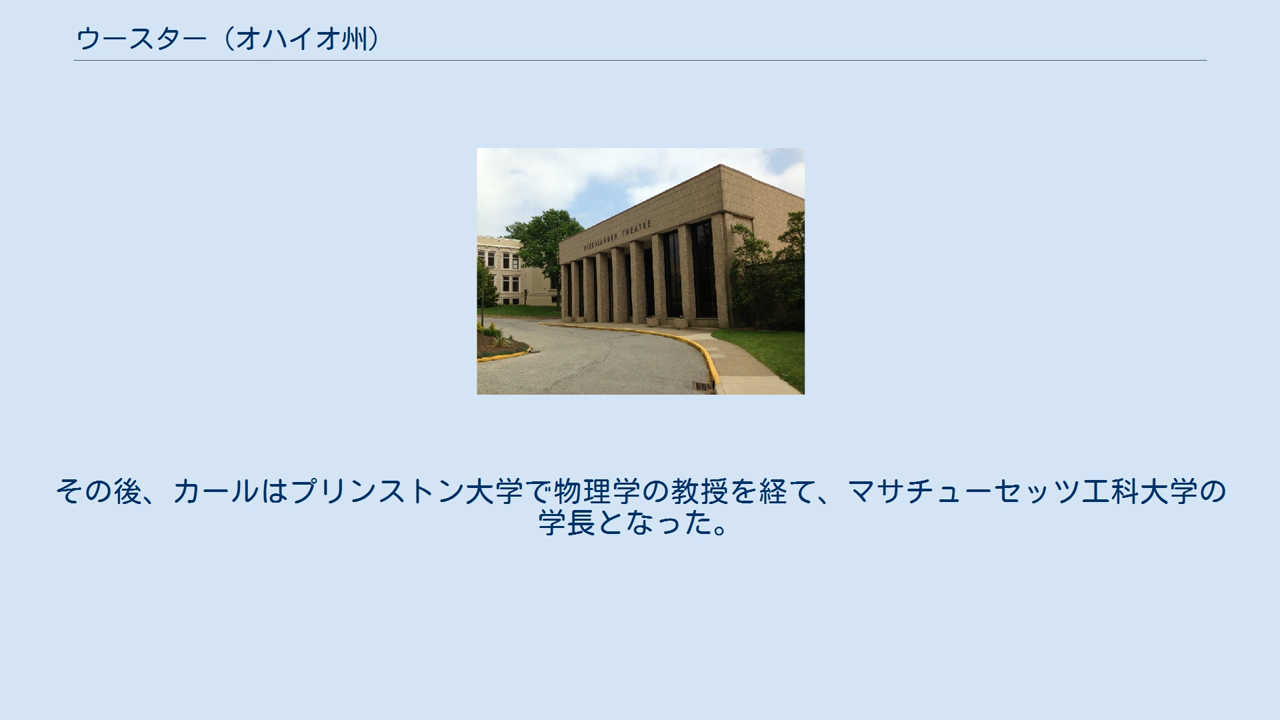 ウースター（オハイオ州）
THEATRE
その後、カールはプリンストン大学で物理学の教授を経て、マサチューセッツ工科大学の
学長となった。